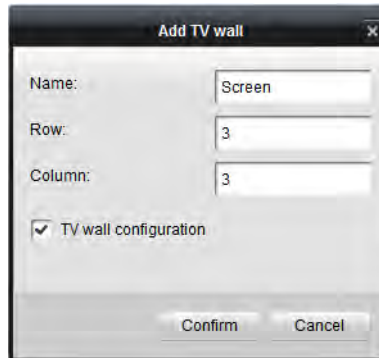 Add TV wall
Name: Screen
Row: 3
Column: 3
TV wall configuration
Confirm Cancel